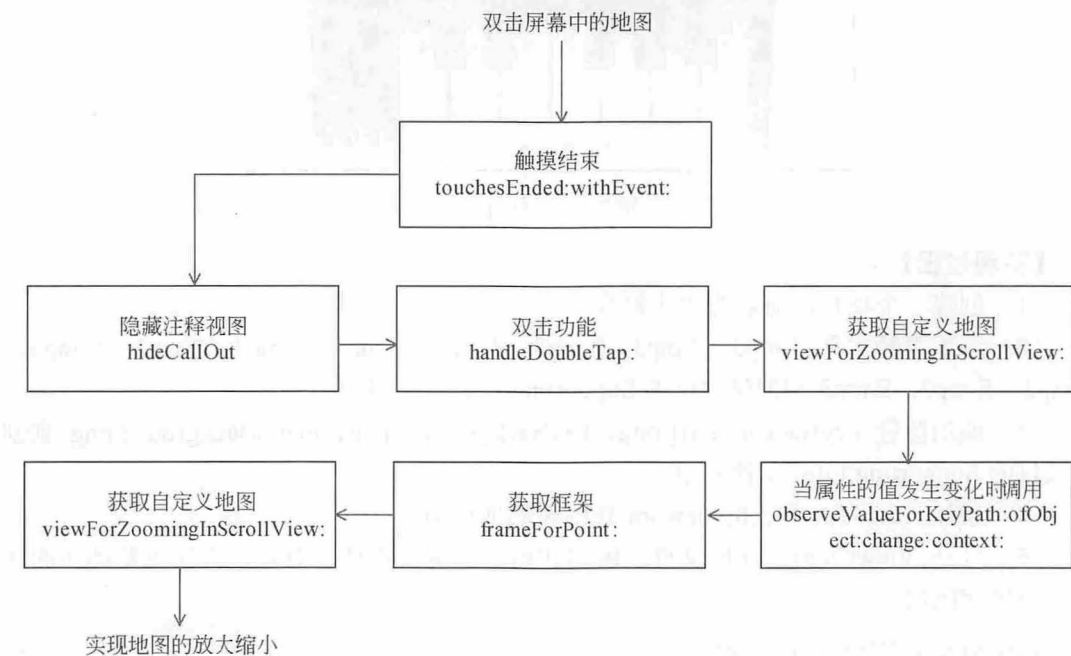 双击屏幕中的地图
触摸结束
touchesEnded:withEvent:
隐藏注释视图
hideCallOut
双击功能
handleDoubleTap:
获取自定义地图
viewForZoomingInScrollView:
当属性的值发生变化时调用
observeValueForKeyPath:ofObj
ect:change:context:
获取框架
frameForPoint:
获取自定义地图
viewForZoomingInScrollView:
实现地图的放大缩小